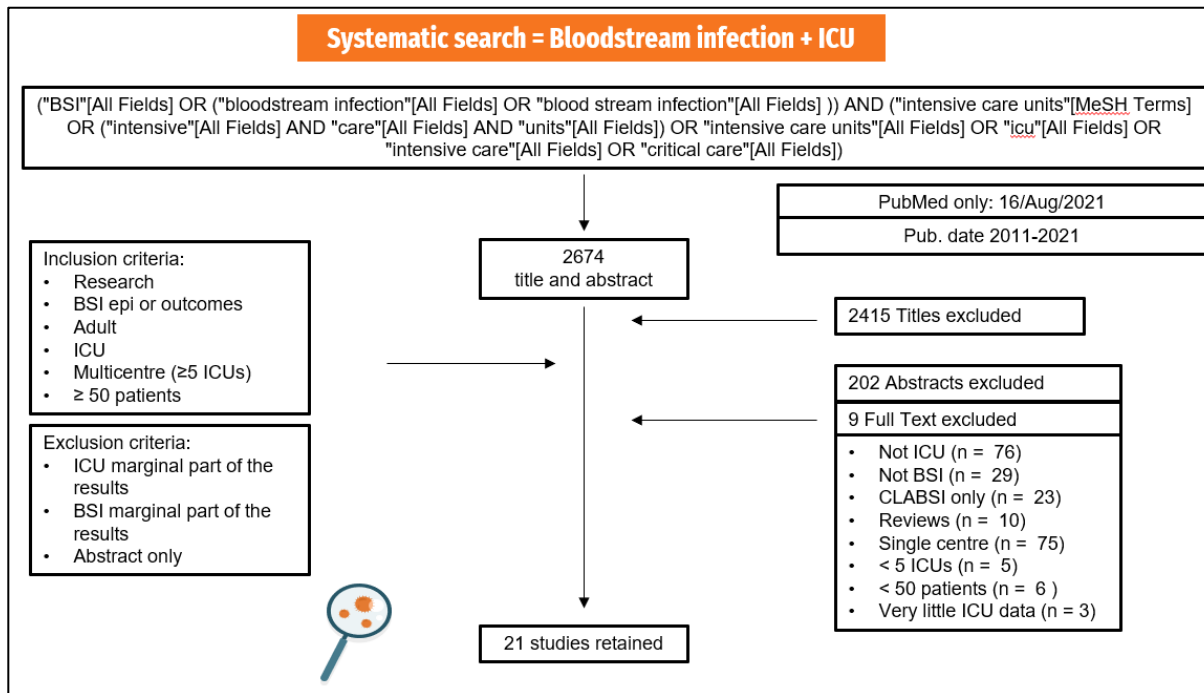 Systematic search = Bloodstream infection + ICU
("BSI"[All Fields] OR ("bloodstream infection"[All Fields] OR "blood stream infection"[All Fields] )) AND ("intensive care units"[MeSH Terms]
OR ("intensive"[All Fields] AND "care"[All Fields] AND "units"[All Fields]) OR "intensive care units"[All Fields] OR "icu"[All Fields] OR
"intensive care"[All Fields] OR "critical care"[All Fields])
PubMed only: 16/Aug/2021
Pub. date 2011-2021
2674
title and abstract
Inclusion criteria:
• Research
• BSI epi or outcomes
• Adult
• ICU
• Multicentre (≥5 ICUs)
• ≥ 50 patients
2415 Titles excluded
202 Abstracts excluded
9 Full Text excluded
• Not ICU (n = 76)
• Not BSI (n = 29)
• CLABSI only (n = 23)
• Reviews (n = 10)
• Single centre (n = 75)
• < 5 ICUs (n = 5)
• < 50 patients (n = 6 )
• Very little ICU data (n = 3)
Exclusion criteria:
• ICU marginal part of the
results
• BSI marginal part of the
results
• Abstract only
21 studies retained